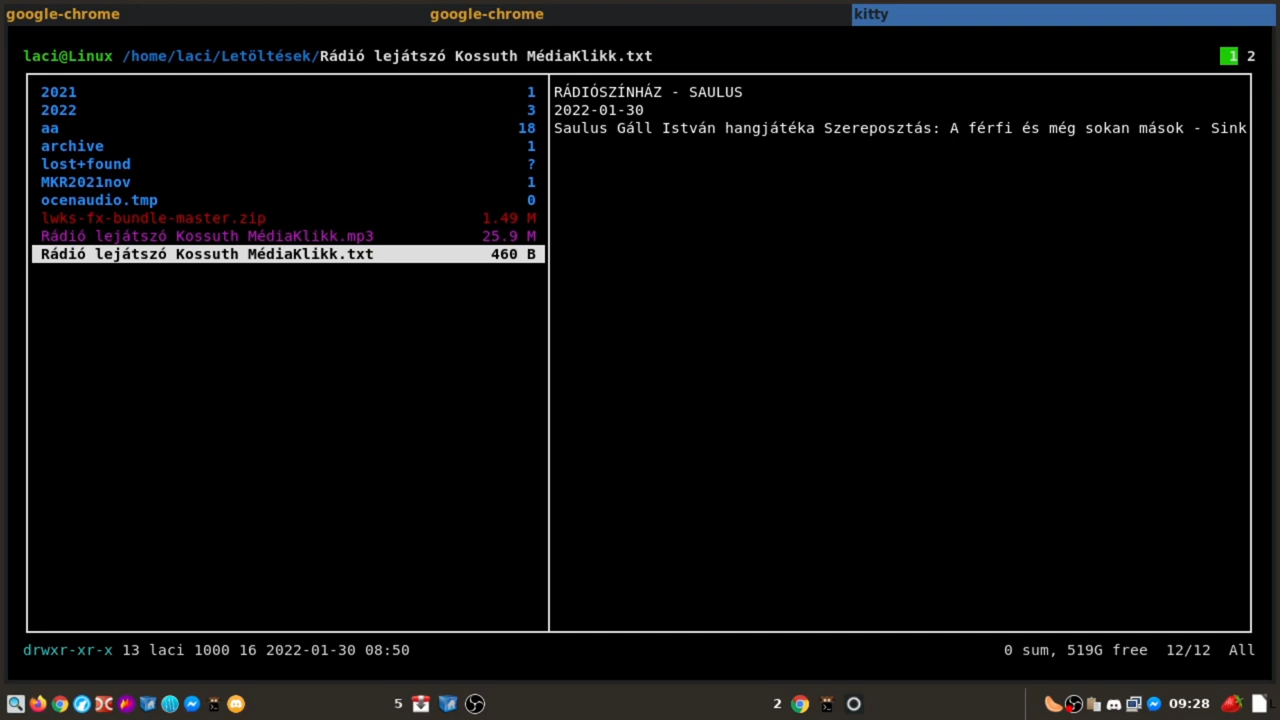 google-chrome google-chrome kitty
laci@Linux /home/laci/Letöltések/Rádió lejátszó Kossuth MédiaKlikk.txt 1 2
2021 1
2022 3
aa 18
archive 1
lost+found ?
MKR2021nov 1
ocenaudio.tmp 0
lwks-fx-bundle-master.zip 1.49 M
Rádió lejátszó Kossuth MédiaKlikk.mp3 25.9 M
Rádió lejátszó Kossuth MédiaKlikk.txt 460 B
RÁDIÓSZÍNHÁZ - SAULUS
2022-01-30
Saulus Gáll István hangjátéka Szereposztás: A férfi és még sokan mások - Sink
drwxr-xr-x 13 laci 1000 16 2022-01-30 08:50 0 sum, 519G free 12/12 All
5 2 09:28